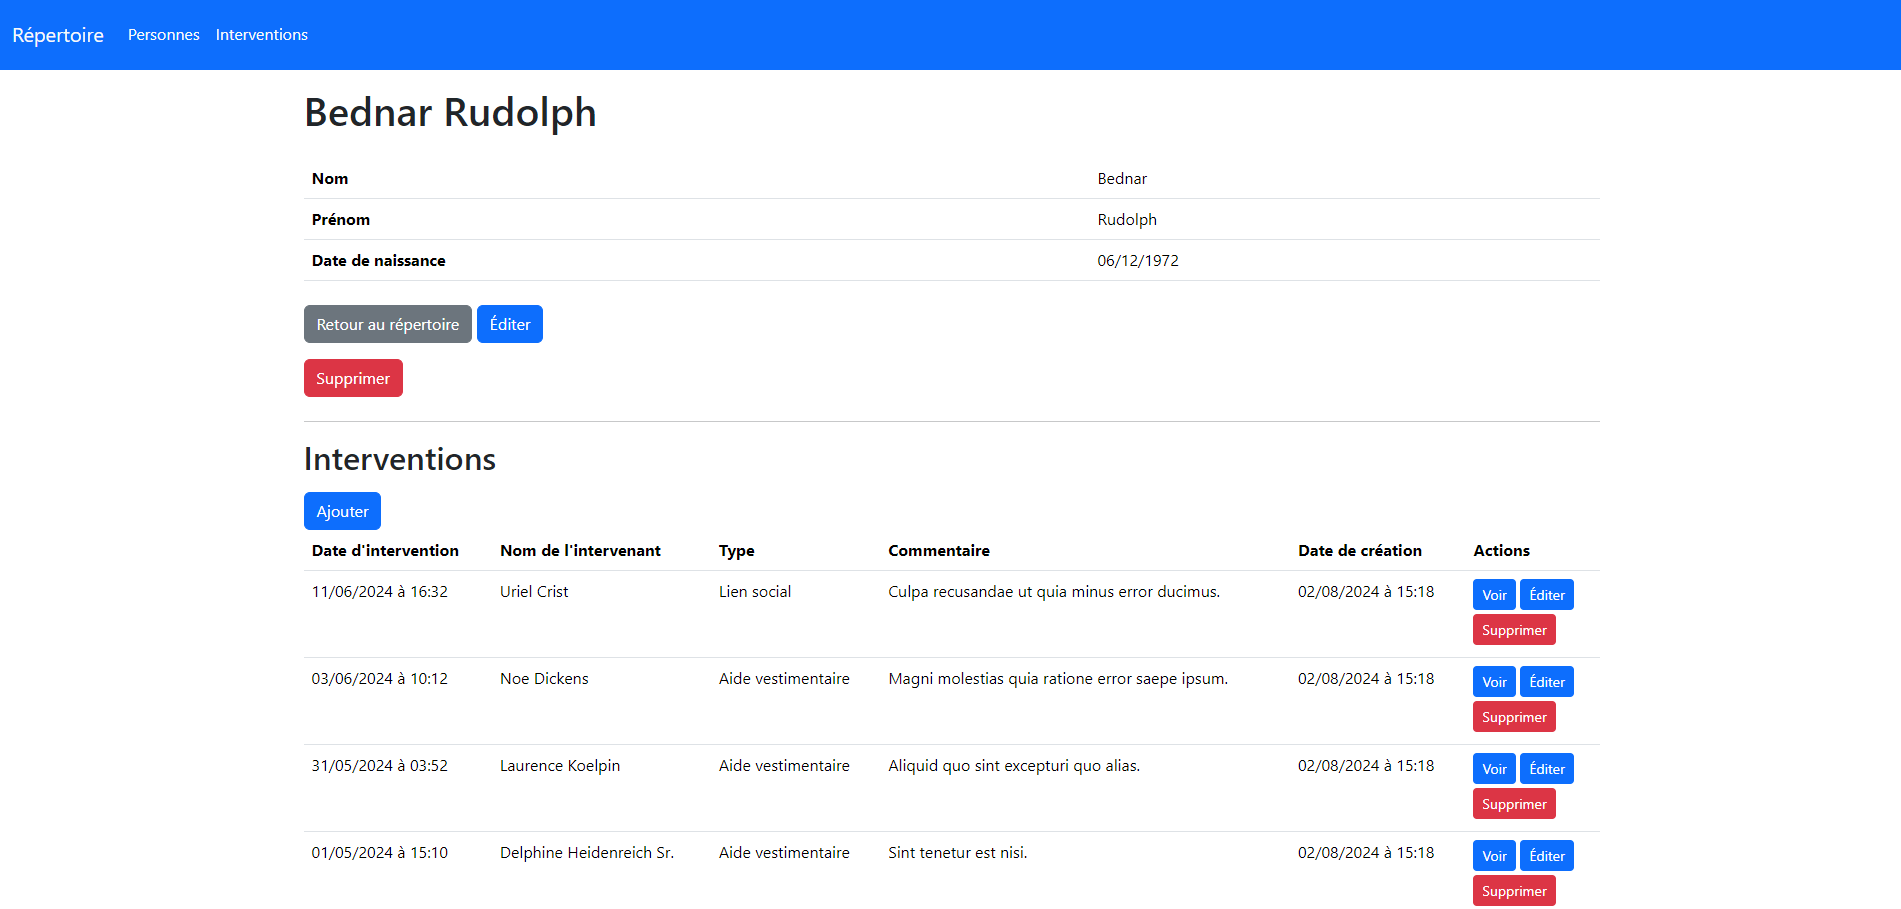 Répertoire Personnes Interventions
Bednar Rudolph
Nom Bednar
Prénom Rudolph
Date de naissance 06/12/1972
Retour au répertoire Éditer
Supprimer
Interventions
Ajouter
Date d'intervention Nom de l'intervenant Type Commentaire Date de création Actions
11/06/2024 à 16:32 Uriel Crist Lien social Culpa recusandae ut quia minus error ducimus. 02/08/2024 à 15:18 Voir Éditer
Supprimer
03/06/2024 à 10:12 Noe Dickens Aide vestimentaire Magni molestias quia ratione error saepe ipsum. 02/08/2024 à 15:18 Voir Éditer
Supprimer
31/05/2024 à 03:52 Laurence Koelpin Aide vestimentaire Aliquid quo sint excepturi quo alias. 02/08/2024 à 15:18 Voir Éditer
Supprimer
01/05/2024 à 15:10 Delphine Heidenreich Sr. Aide vestimentaire Sint tenetur est nisi. 02/08/2024 à 15:18 Voir Éditer
Supprimer